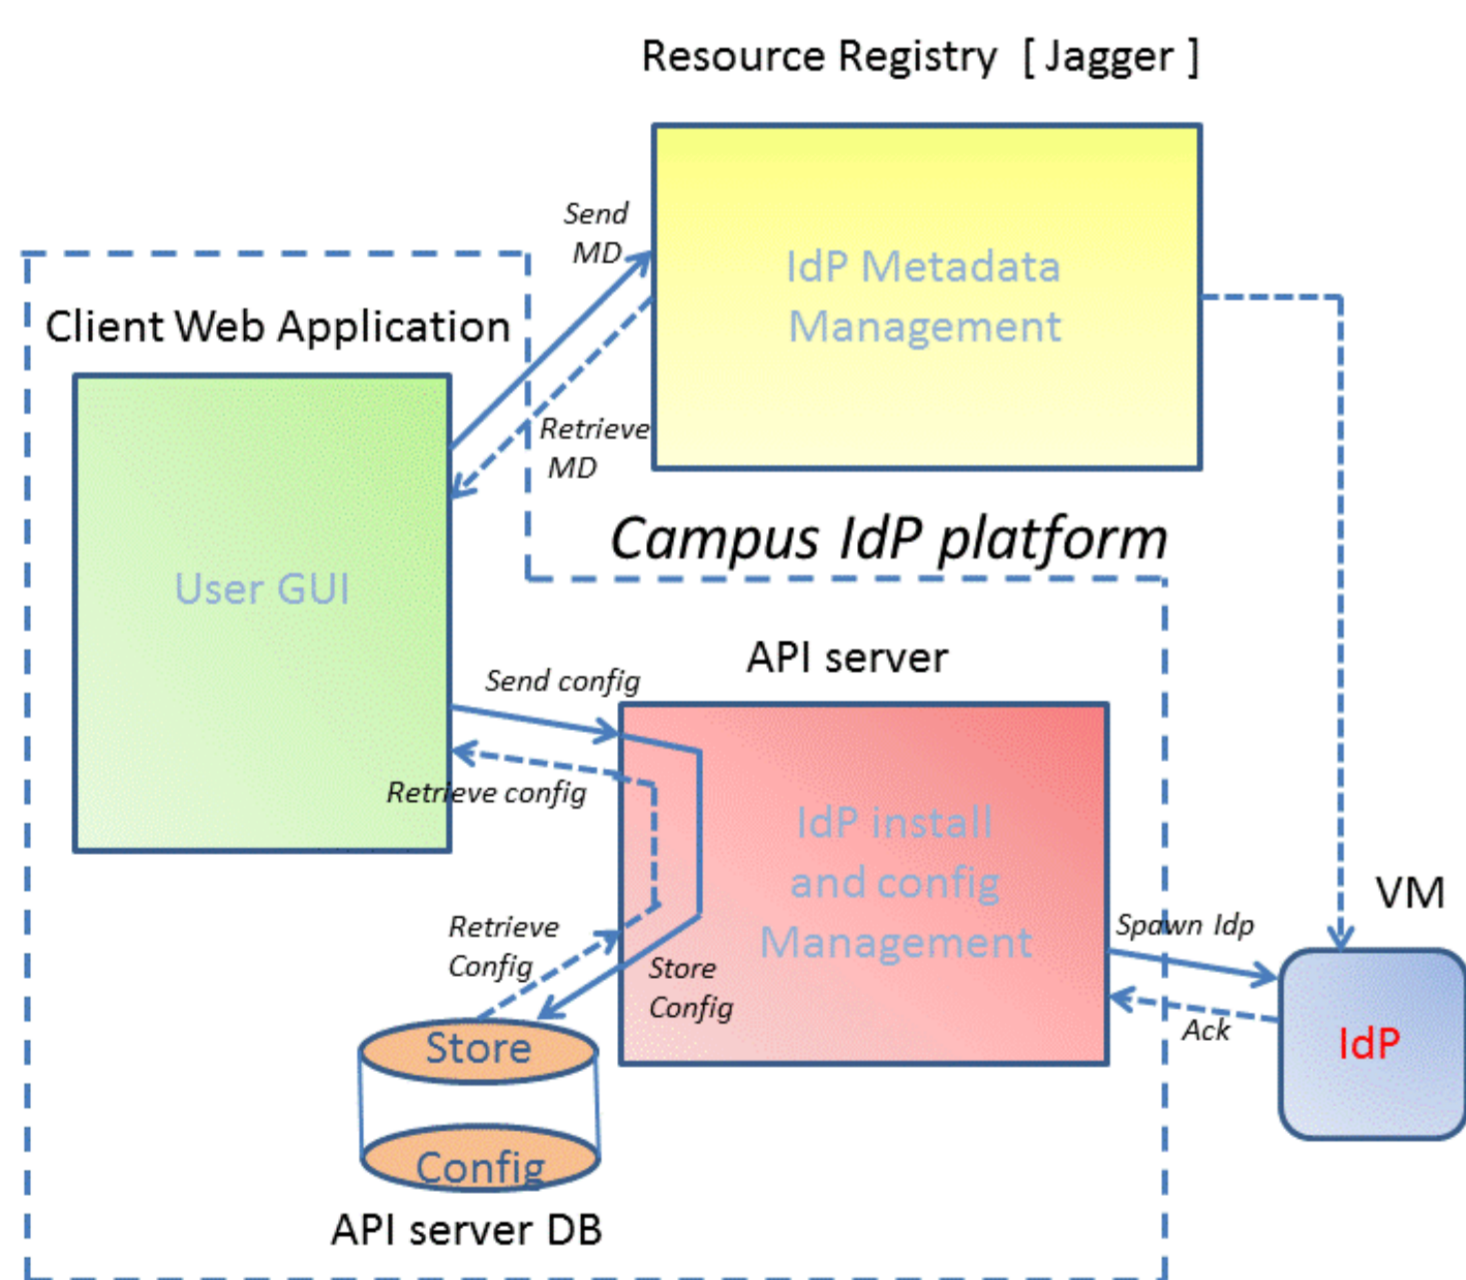 Resource Registry [ Jagger ]
Send
MD
IdP Metadata
Management
Client Web Application
Retrieve
MD
Campus IdP platform
User GUI
API server
Send config
Retrieve config
IdP install
and config
Management
VM
Retrieve
Config
Spawn Idp
Store
Config
Ack
IdP
Store
Config
API server DB